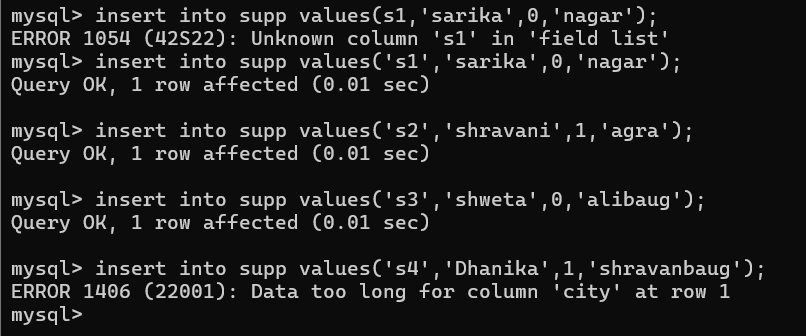 mysql> insert into supp values(s1,'sarika',0,'nagar');
ERROR 1054 (42S22): Unknown column 's1' in 'field list'
mysql> insert into supp values('s1','sarika',0,'nagar');
Query OK, 1 row affected (0.01 sec)
mysql> insert into supp values('s2','shravani',1,'agra');
Query OK, 1 row affected (0.01 sec)
mysql> insert into supp values('s3','shweta',0,'alibaug');
Query OK, 1 row affected (0.01 sec)
mysql> insert into supp values('s4','Dhanika',1,'shravanbaug');
ERROR 1406 (22001): Data too long for column 'city' at row 1
mysql>